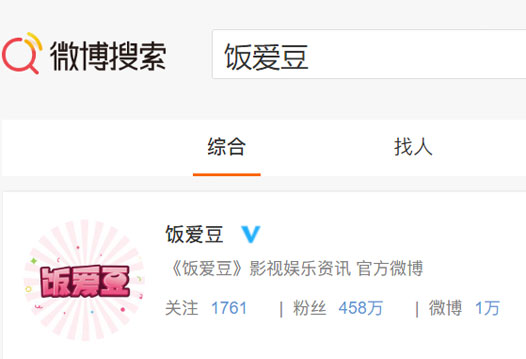 微博搜索
饭爱豆
综合 找人
饭爱豆
饭爱豆
《饭爱豆》影视娱乐资讯 官方微博
关注 1761 | 粉丝 458万 | 微博 1万